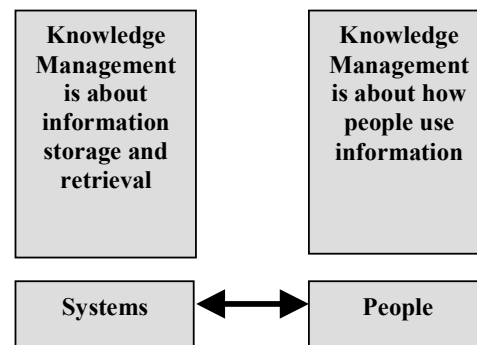 Knowledge
Management
is about
information
storage and
retrieval
Knowledge
Management
is about how
people use
information
Systems
People